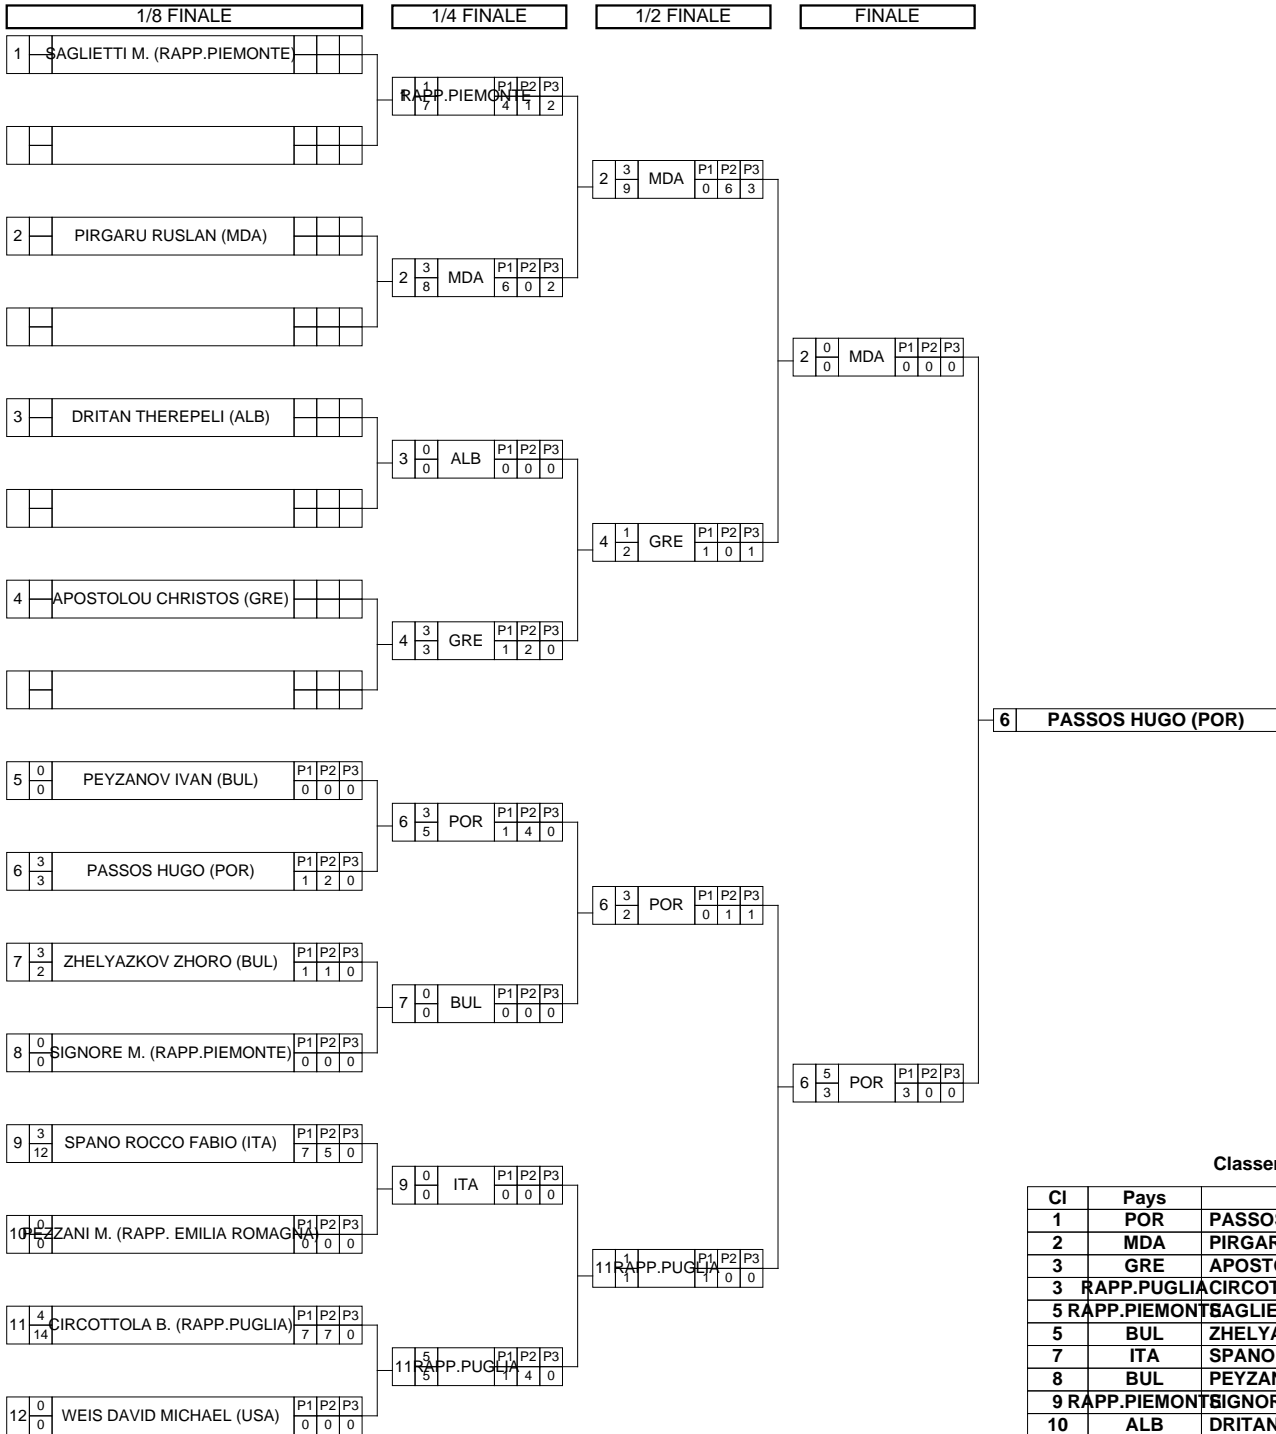 1/8 FINALE 1/4 FINALE 1/2 FINALE FINALE
1 SAGLIETTI M. (RAPP.PIEMONTE)
1 1 7 RAPP.PIEMONTE P1 P2 P3 4 1 2
2 3 9 MDA P1 P2 P3 0 6 3
2 PIRGARU RUSLAN (MDA)
2 3 8 MDA P1 P2 P3 6 0 2
2 0 0 MDA P1 P2 P3 0 0 0
3 DRITAN THEREPELI (ALB)
3 0 0 ALB P1 P2 P3 0 0 0
4 1 2 GRE P1 P2 P3 1 0 1
4 APOSTOLOU CHRISTOS (GRE)
4 3 3 GRE P1 P2 P3 1 2 0
6 PASSOS HUGO (POR)
5 0 0 PEYZANOV IVAN (BUL) P1 P2 P3 0 0 0
6 3 5 POR P1 P2 P3 1 4 0
6 3 3 PASSOS HUGO (POR) P1 P2 P3 1 2 0
6 3 2 POR P1 P2 P3 0 1 1
7 3 2 ZHELYAZKOV ZHORO (BUL) P1 P2 P3 1 1 0
7 0 0 BUL P1 P2 P3 0 0 0
8 0 0 SIGNORE M. (RAPP.PIEMONTE) P1 P2 P3 0 0 0
6 5 3 POR P1 P2 P3 3 0 0
9 3 12 SPANO ROCCO FABIO (ITA) P1 P2 P3 7 5 0
9 0 0 ITA P1 P2 P3 0 0 0
10 0 0 PEZZANI M. (RAPP. EMILIA ROMAGNA) P1 P2 P3 0 0 0
11 1 1 RAPP.PUGLIA P1 P2 P3 1 0 0
11 4 14 CIRCOTTOLA B. (RAPP.PUGLIA) P1 P2 P3 7 7 0
11 5 5 RAPP.PUGLIA P1 P2 P3 1 4 0
12 0 0 WEIS DAVID MICHAEL (USA) P1 P2 P3 0 0 0
Classe
Cl Pays
1 POR PASSO
2 MDA PIRGAR
3 GRE APOST
3 RAPP.PUGLIA CIRCOT
5 RAPP.PIEMONTE SAGLIE
5 BUL ZHELYA
7 ITA SPANO
8 BUL PEYZAN
9 RAPP.PIEMONTE SIGNOR
10 ALB DRITAN